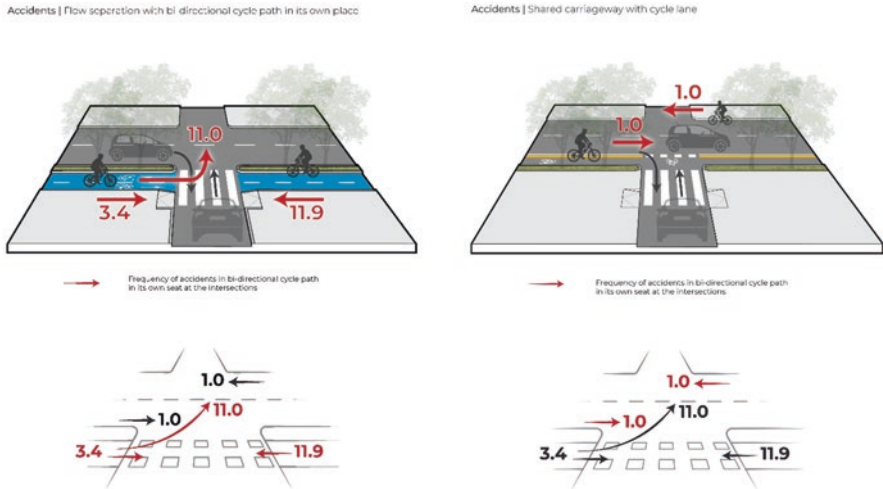 Accidents | Flow separation with bi directional cycle path in its own place
11.0
3.4
11.9
Frequency of accidents in bi-directional cycle path
in its own seat at the intersections
1.0
1.0
11.0
3.4
11.9
Accidents | Shared carriageway with cycle lane
1.0
1.0
Frequency of accidents in bi-directional cycle path
in its own seat at the intersections
1.0
1.0
11.0
3.4
11.9